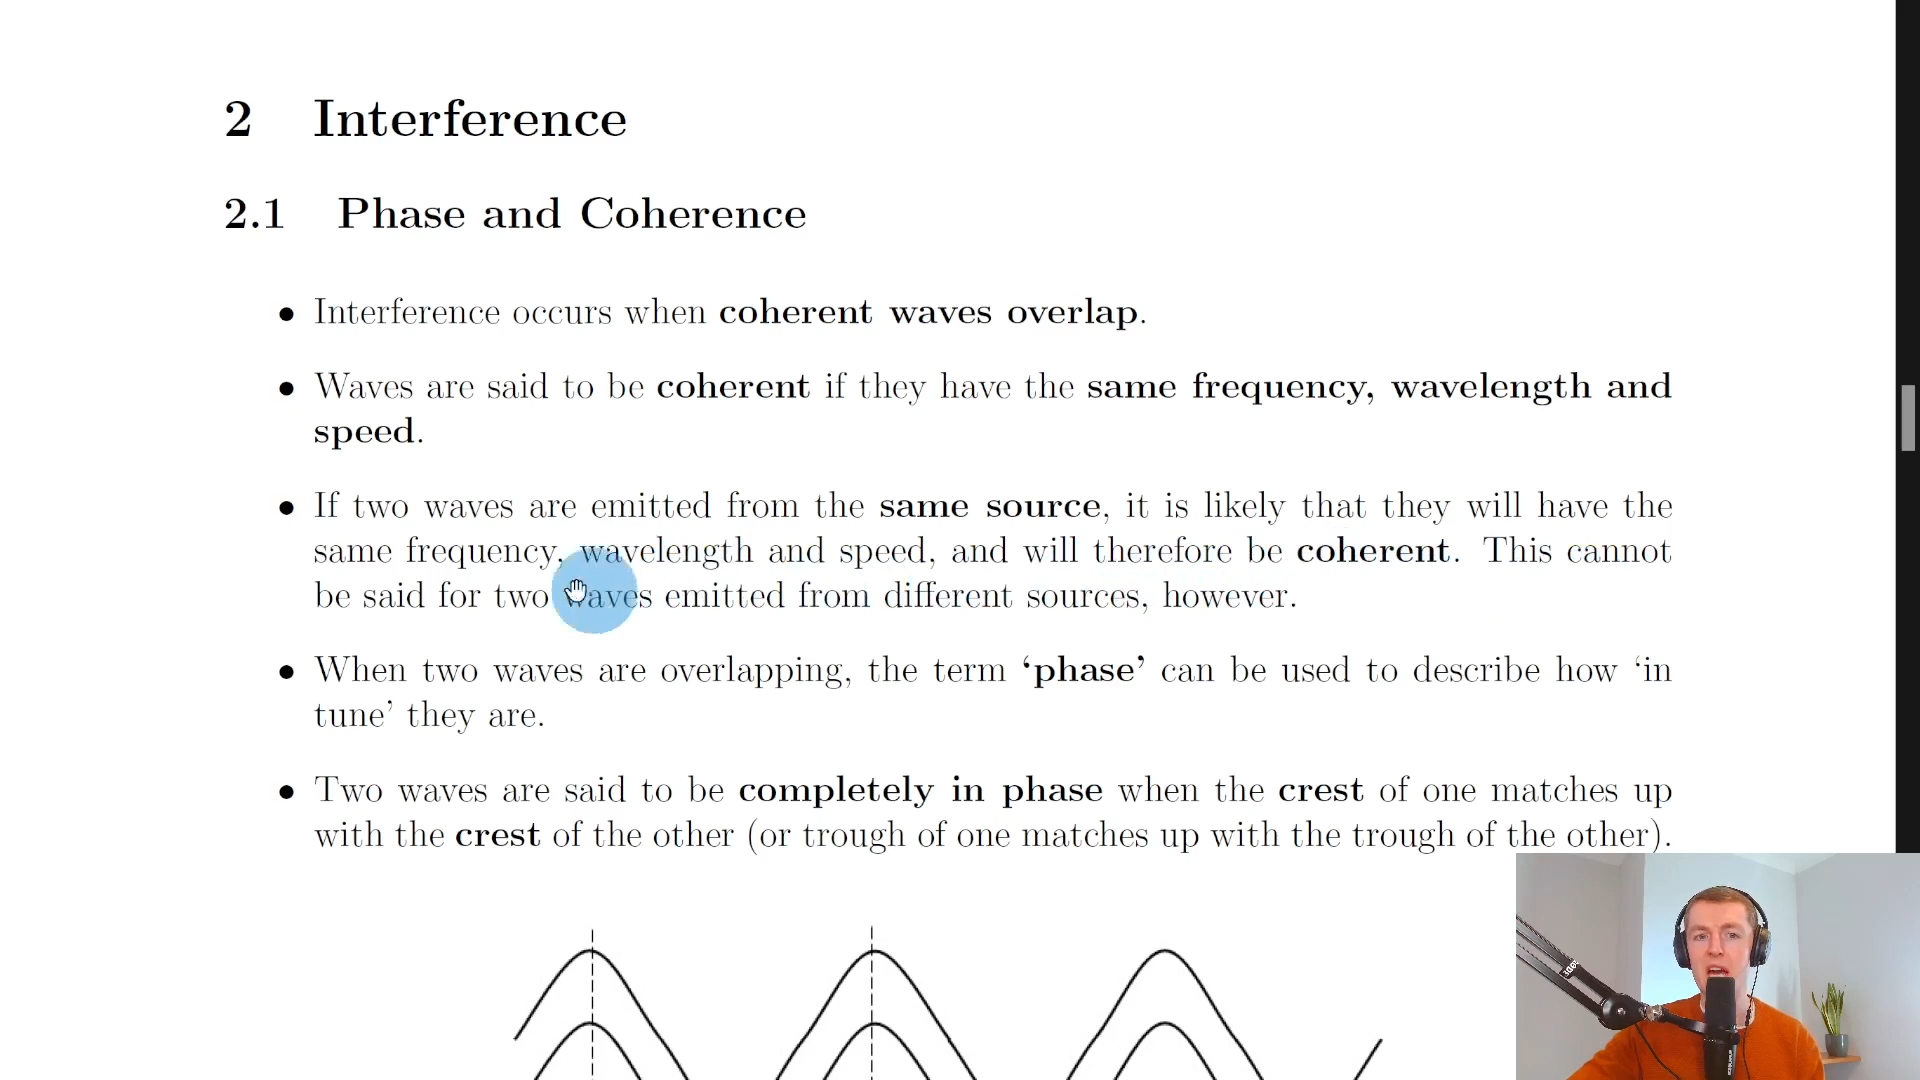 2 Interference
2.1 Phase and Coherence
• Interference occurs when coherent waves overlap.
• Waves are said to be coherent if they have the same frequency, wavelength and
speed.
• If two waves are emitted from the same source, it is likely that they will have the
same frequency, wavelength and speed, and will therefore be coherent. This cannot
be said for two waves emitted from different sources, however.
• When two waves are overlapping, the term ‘phase’ can be used to describe how ‘in
tune’ they are.
• Two waves are said to be completely in phase when the crest of one matches up
with the crest of the other (or trough of one matches up with the trough of the other).